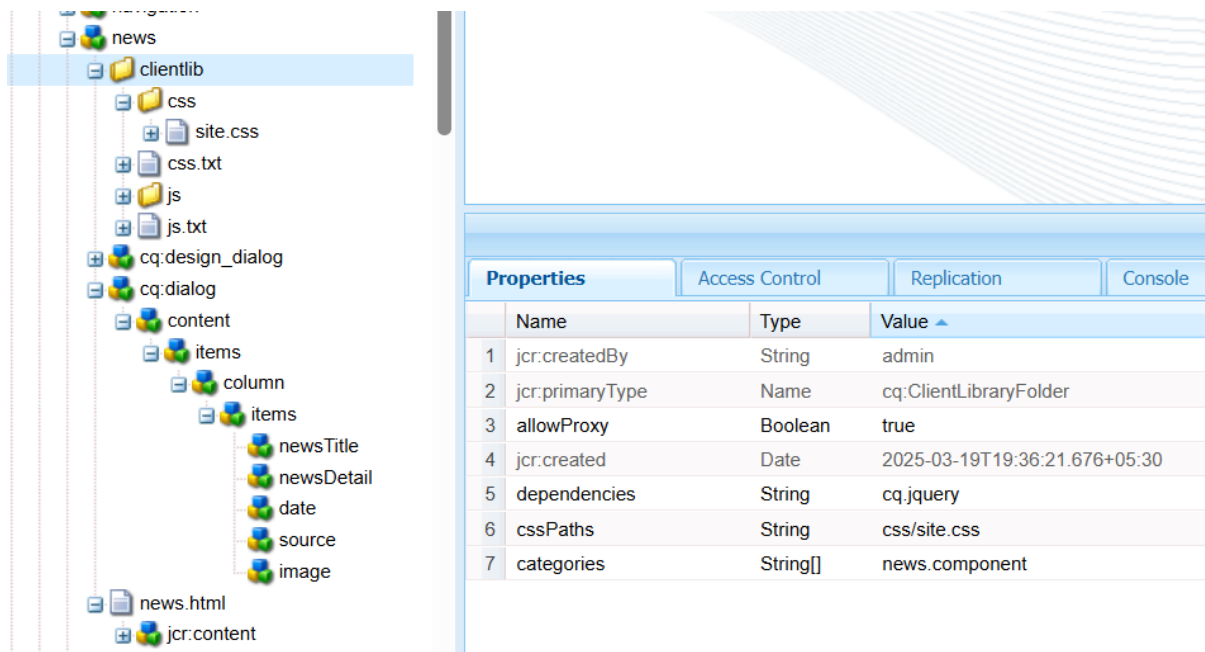 navigation
news
clientlib
css
site.css
css.txt
js
js.txt
cq:design_dialog
cq:dialog
content
items
column
items
newsTitle
newsDetail
date
source
image
news.html
jcr:content
Properties Access Control Replication Console
Name Type Value
1 jcr:createdBy String admin
2 jcr:primaryType Name cq:ClientLibraryFolder
3 allowProxy Boolean true
4 jcr:created Date 2025-03-19T19:36:21.676+05:30
5 dependencies String cq.jquery
6 cssPaths String css/site.css
7 categories String[] news.component